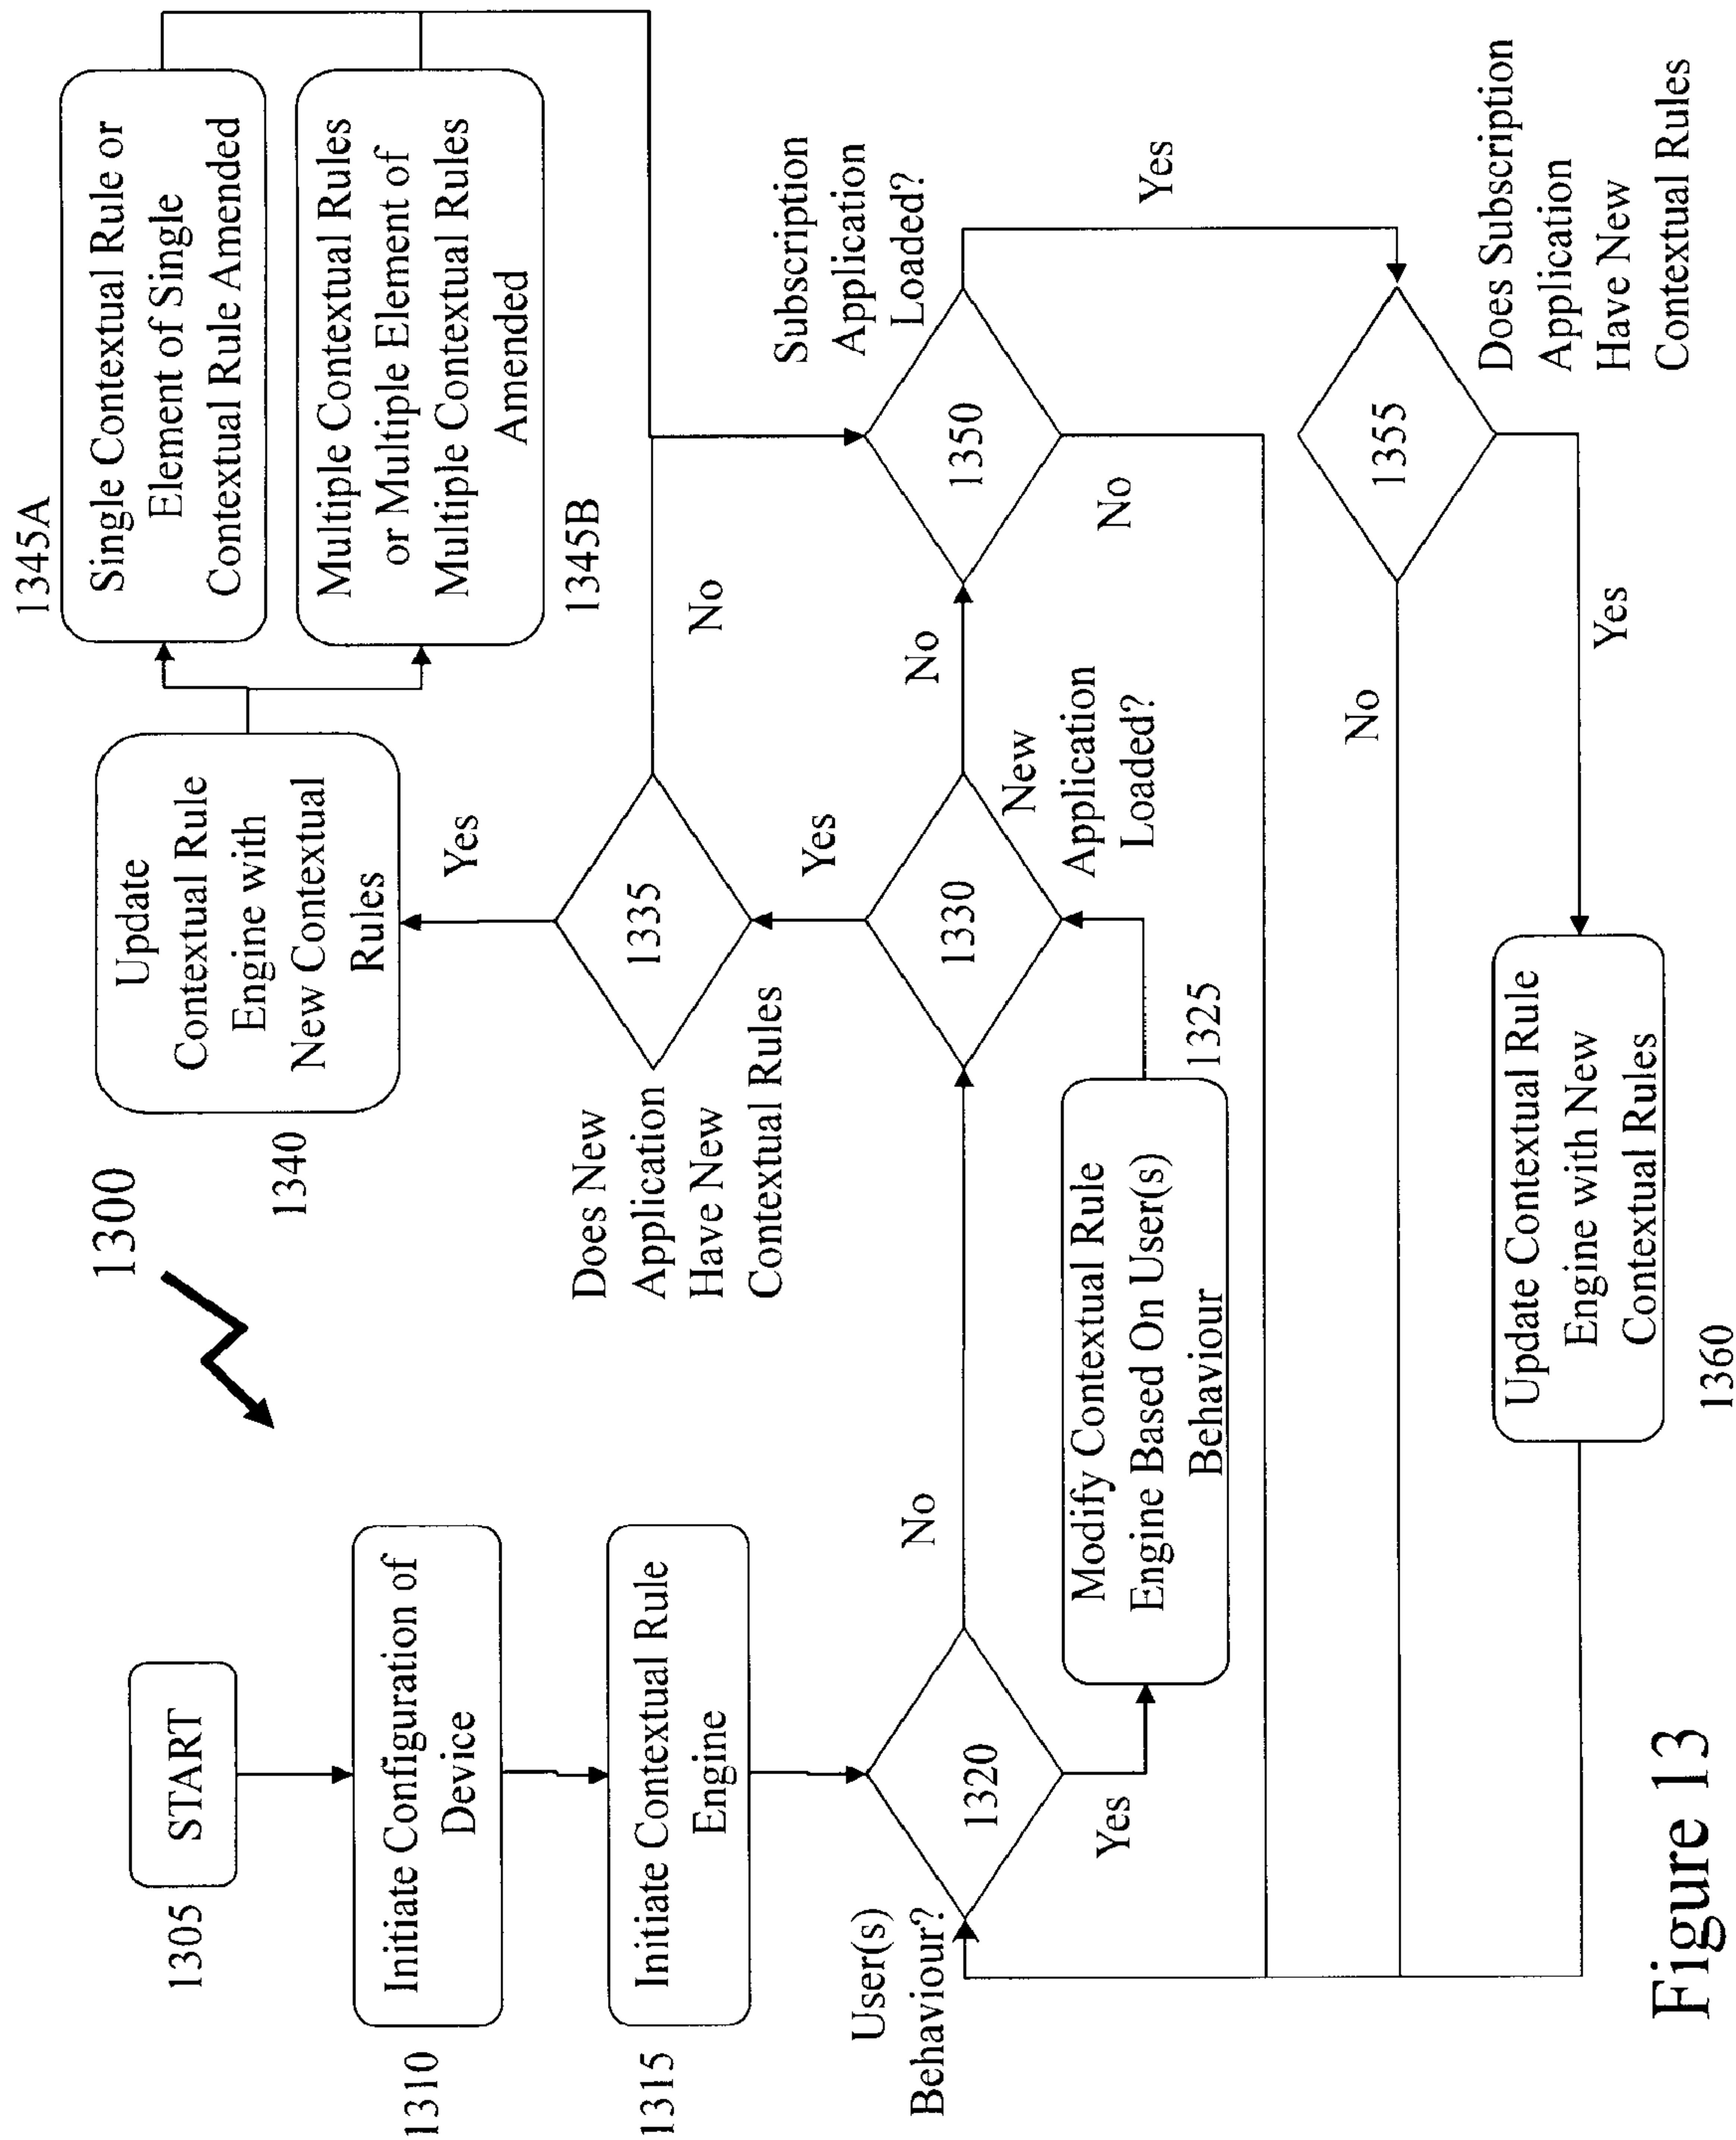 1300
1305
START
1310
Initiate Configuration of
Device
1315
Initiate Contextual Rule
Engine
User(s)
Behaviour?
1320
No
Yes
Modify Contextual Rule
Engine Based On User(s)
Behaviour
1325
New
Application
Loaded?
1330
No
Yes
Does New
Application
Have New
Contextual Rules
1335
No
Yes
1340
Update
Contextual Rule
Engine with
New Contextual
Rules
1345A
Single Contextual Rule or
Element of Single
Contextual Rule Amended
Multiple Contextual Rules
or Multiple Element of
Multiple Contextual Rules
Amended
1345B
Subscription
Application
Loaded?
1350
No
Yes
1355
Does Subscription
Application
Have New
Contextual Rules
No
Yes
Update Contextual Rule
Engine with New
Contextual Rules
1360
Figure 13